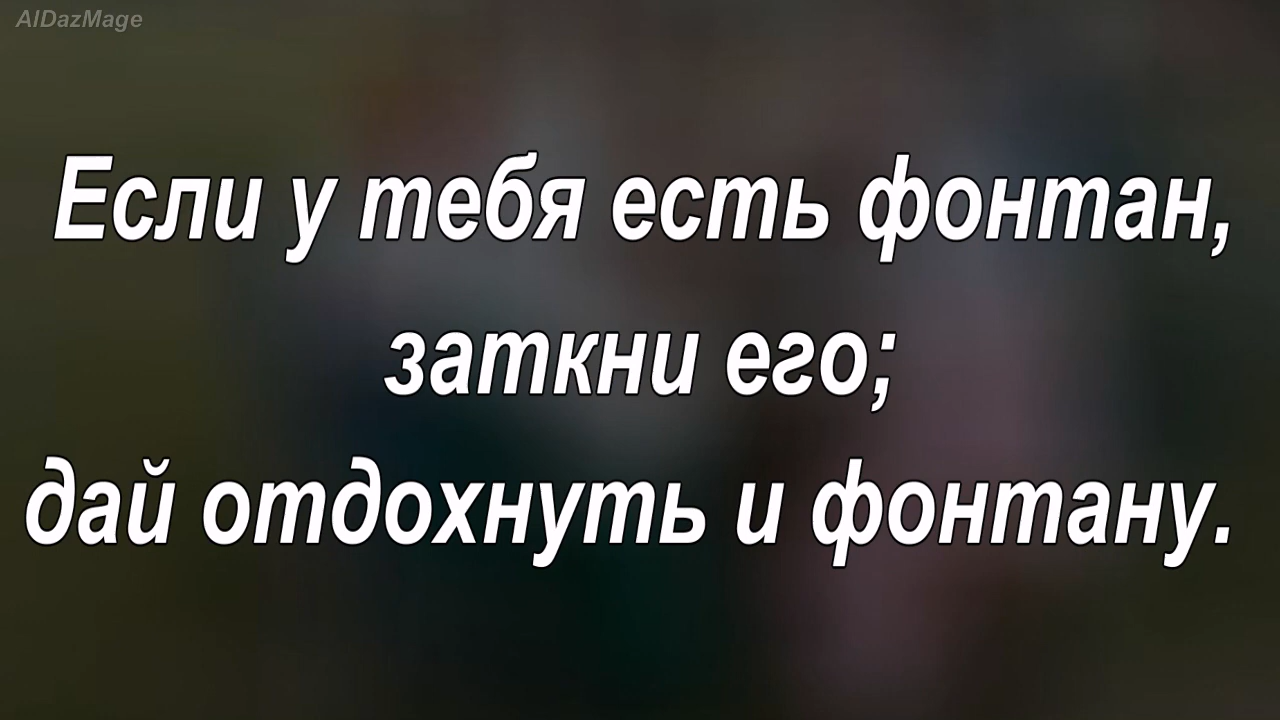 AIDazMage
Если у тебя есть фонтан,
заткни его;
дай отдохнуть и фонтану.